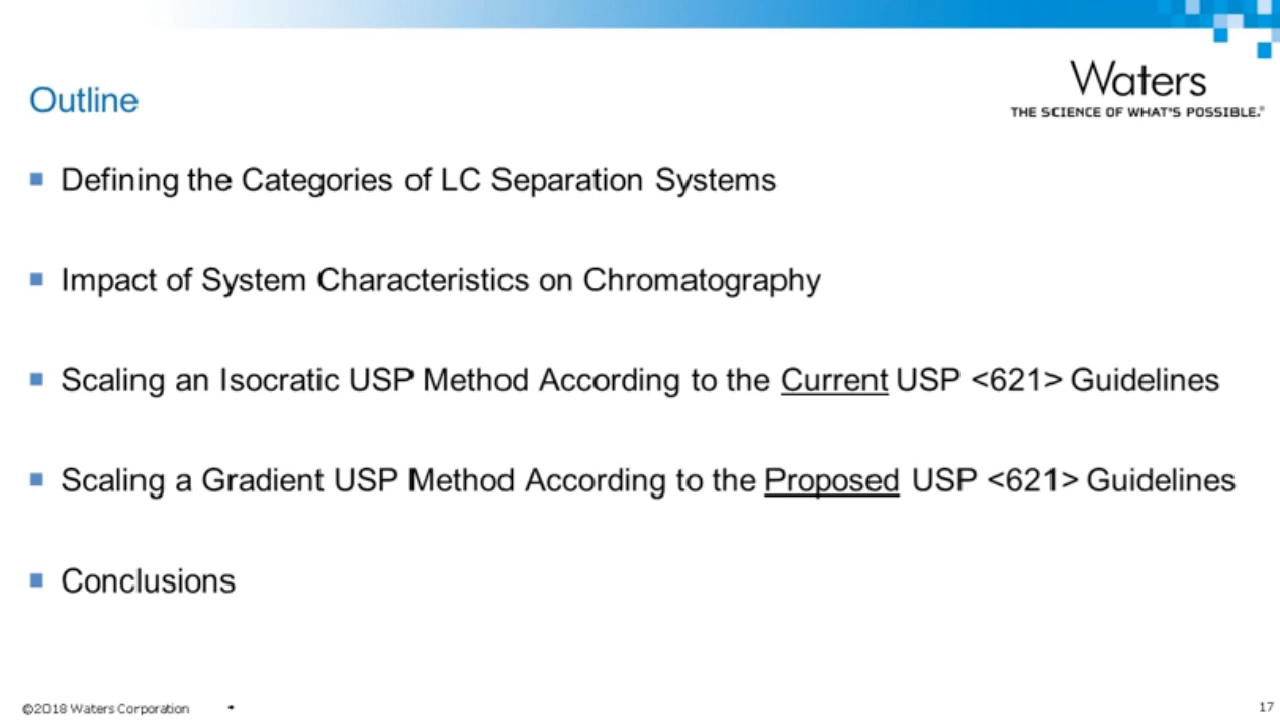 Waters
THE SCIENCE OF WHAT'S POSSIBLE.®
Outline
Defining the Categories of LC Separation Systems
Impact of System Characteristics on Chromatography
Scaling an Isocratic USP Method According to the Current USP <621> Guidelines
Scaling a Gradient USP Method According to the Proposed USP <621> Guidelines
Conclusions
©2018 Waters Corporation
17